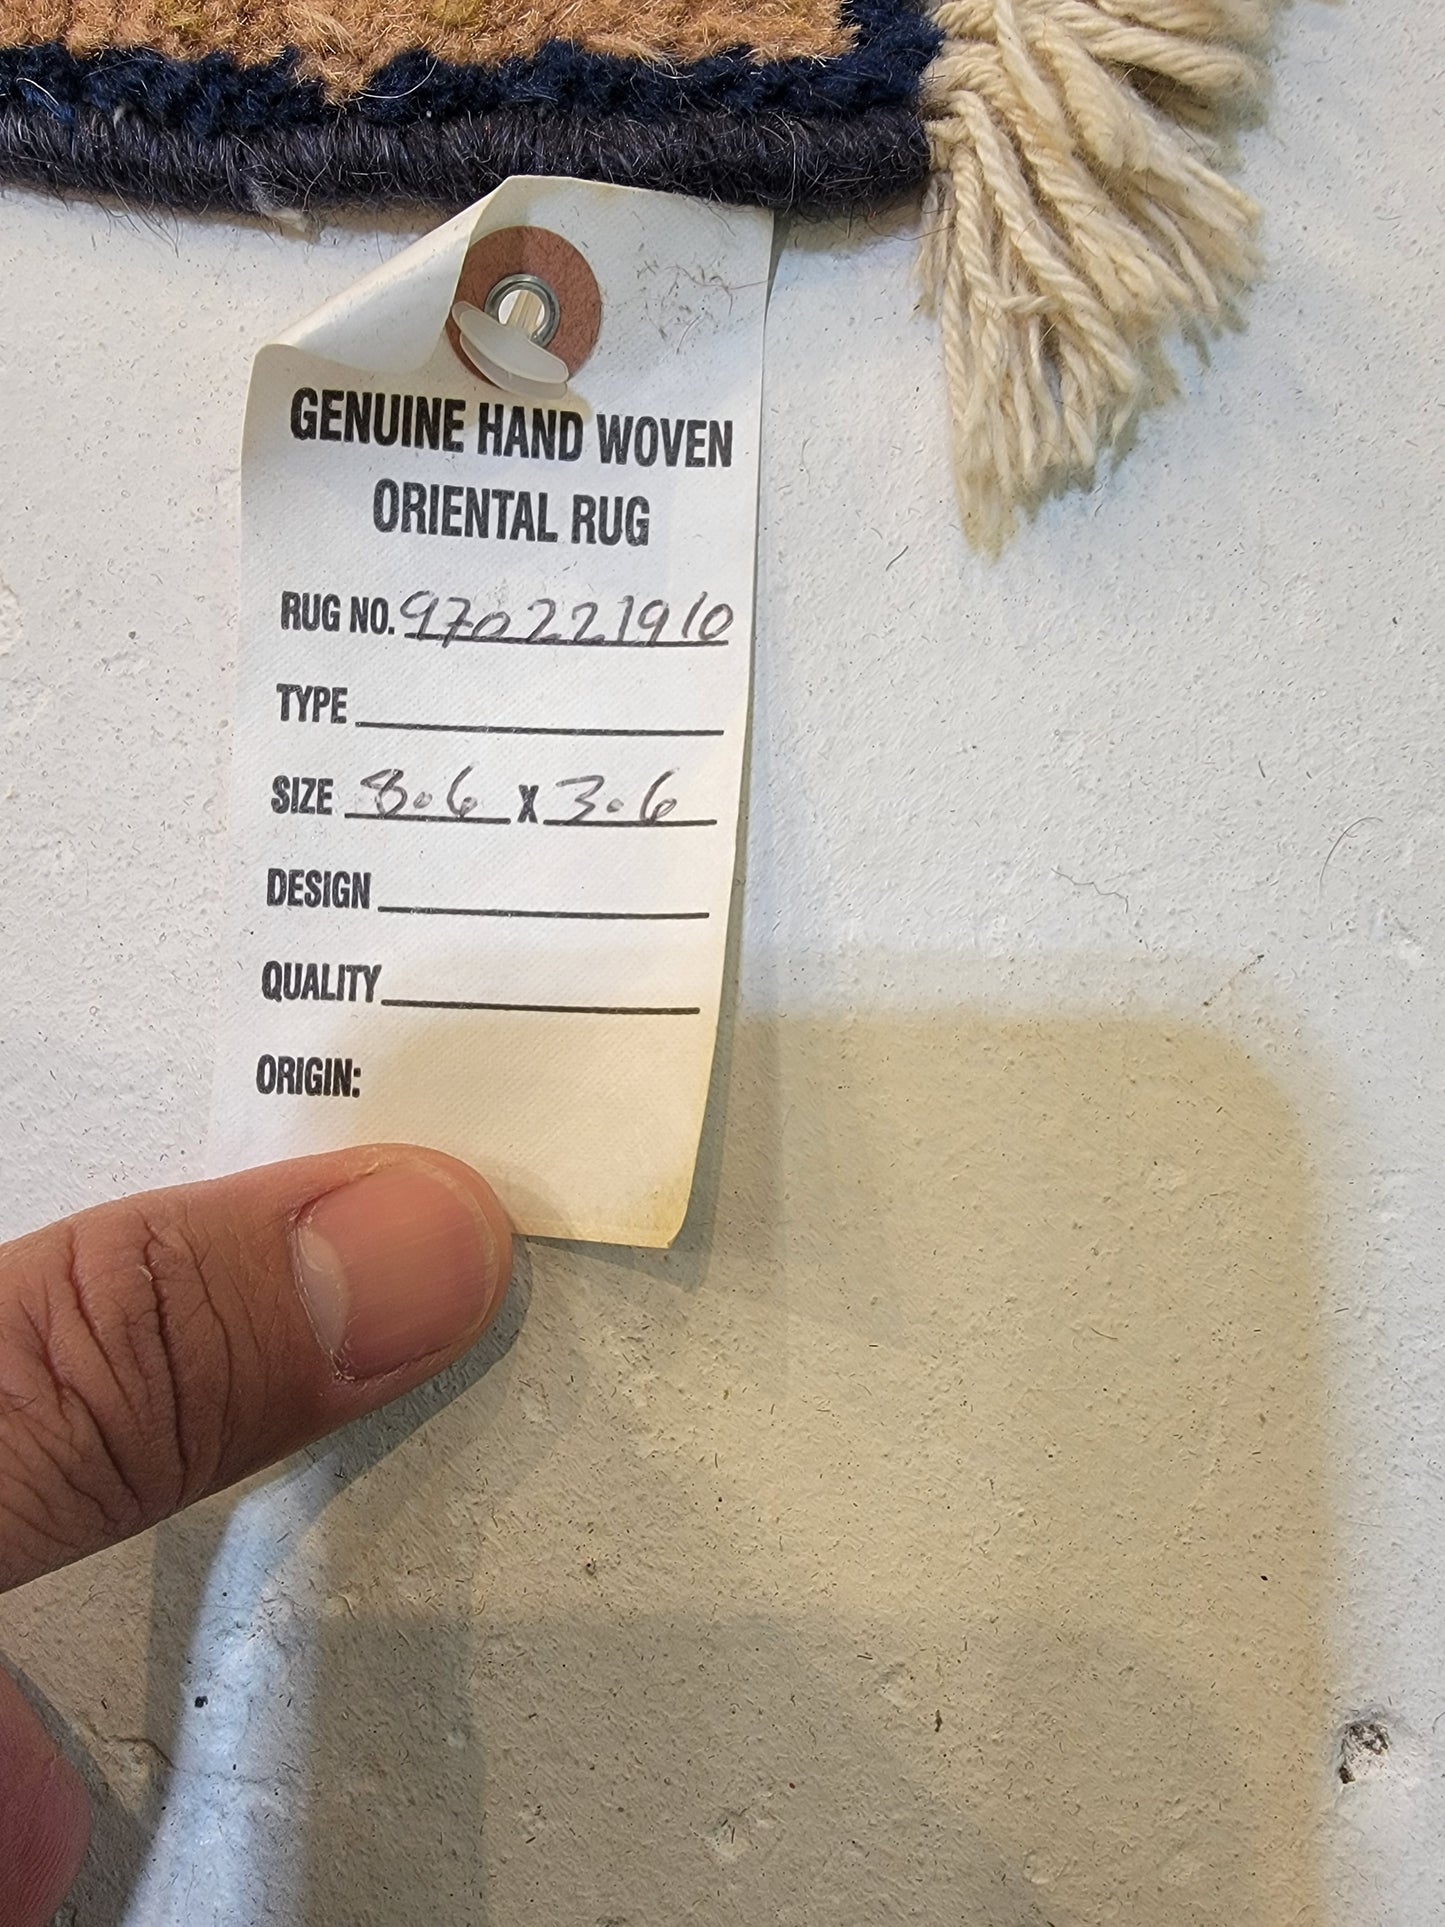 GENUINE HAND WOVEN
ORIENTAL RUG
RUG NO. 970221910
TYPE
SIZE 8.6 X 3.6
DESIGN
QUALITY
ORIGIN: